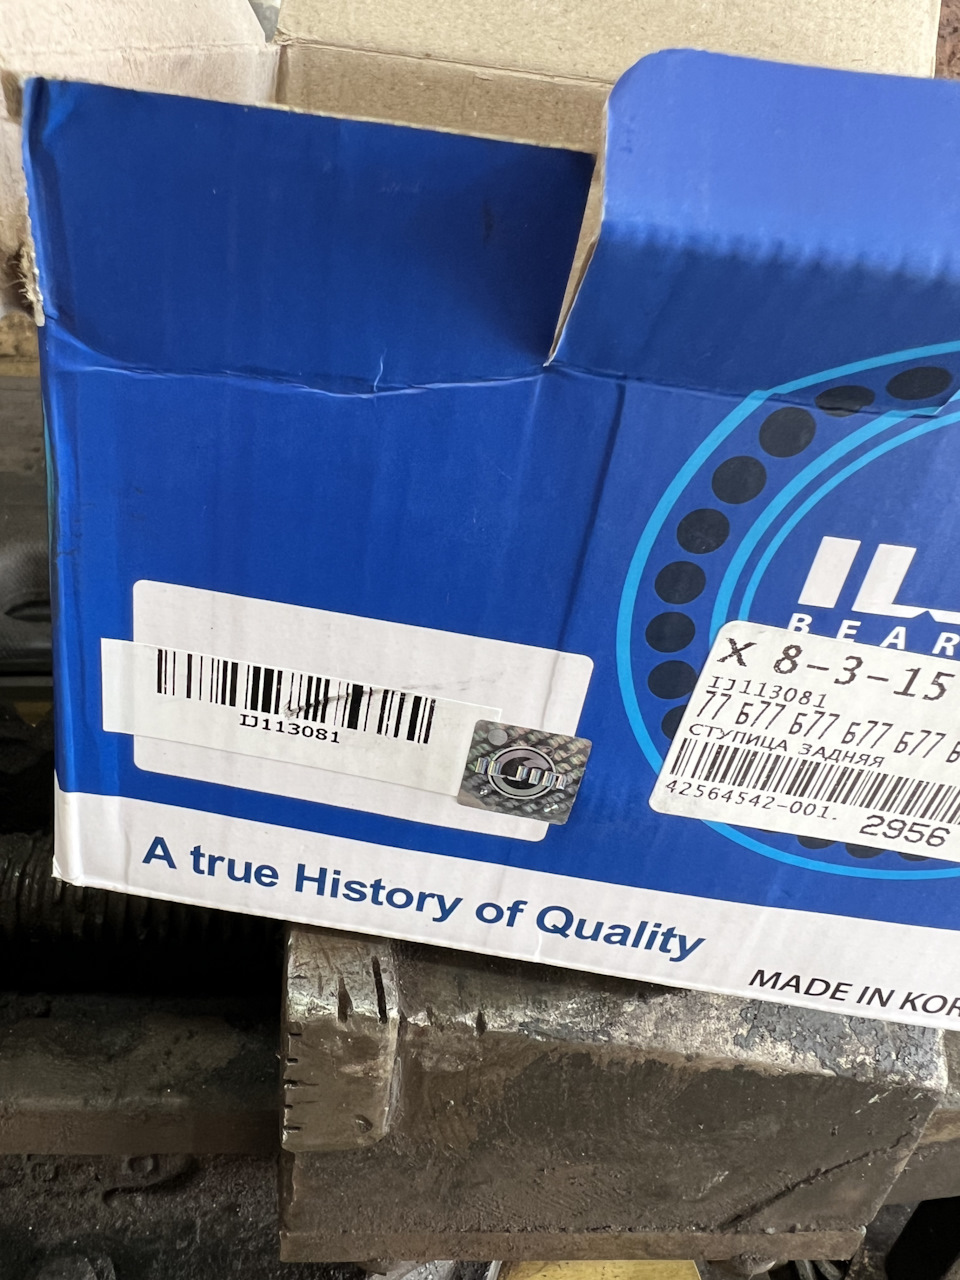 IL
BEAR
X 8-3-15
IJ113081
77 Б77 Б77 Б77 Б77 Б
СТУПИЦА ЗАДНЯЯ
42564542-001.
2956
IJ113081
ILJIN
A true History of Quality
MADE IN KOR